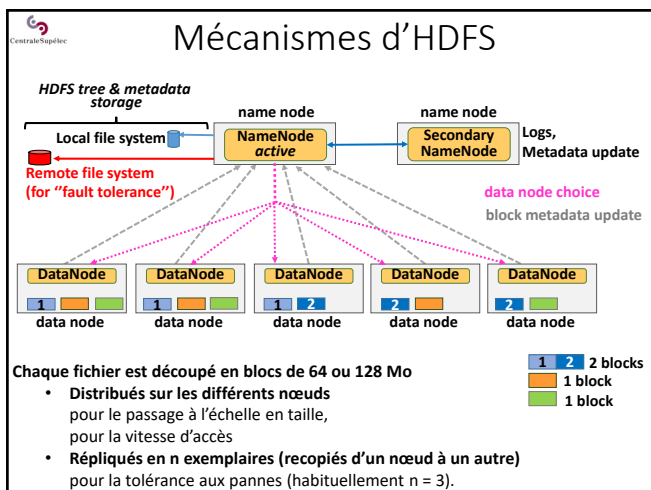 CentraleSupélec
Mécanismes d’HDFS
HDFS tree & metadata
storage
name node
name node
Local file system
NameNode
active
Secondary
NameNode
Logs,
Metadata update
Remote file system
(for ‘‘fault tolerance’’)
data node choice
block metadata update
DataNode
DataNode
DataNode
DataNode
DataNode
1
1
1 2
2
2
data node
data node
data node
data node
data node
Chaque fichier est découpé en blocs de 64 ou 128 Mo
• Distribués sur les différents nœuds
pour le passage à l’échelle en taille,
pour la vitesse d’accès
• Répliqués en n exemplaires (recopiés d’un nœud à un autre)
pour la tolérance aux pannes (habituellement n = 3).
1 2 2 blocks
1 block
1 block